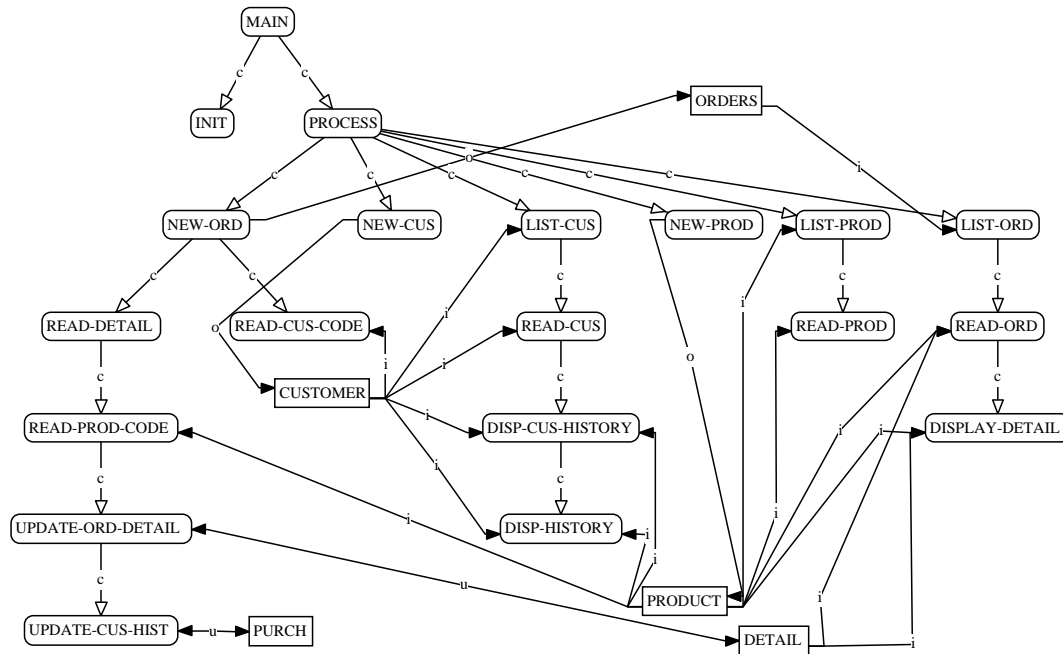 MAIN
c
c
ORDERS
INIT
PROCESS
o
c
c
c
c
c
c
i
NEW-ORD
NEW-CUS
LIST-CUS
NEW-PROD
LIST-PROD
LIST-ORD
c
c
c
c
c
i
i
READ-DETAIL
READ-CUS-CODE
READ-CUS
READ-PROD
READ-ORD
o
i
i
o
c
c
c
CUSTOMER
READ-PROD-CODE
i
DISP-CUS-HISTORY
i
i
DISPLAY-DETAIL
c
i
c
UPDATE-ORD-DETAIL
i
DISP-HISTORY
i
i
i
c
u
PRODUCT
i
UPDATE-CUS-HIST
u
PURCH
DETAIL
i